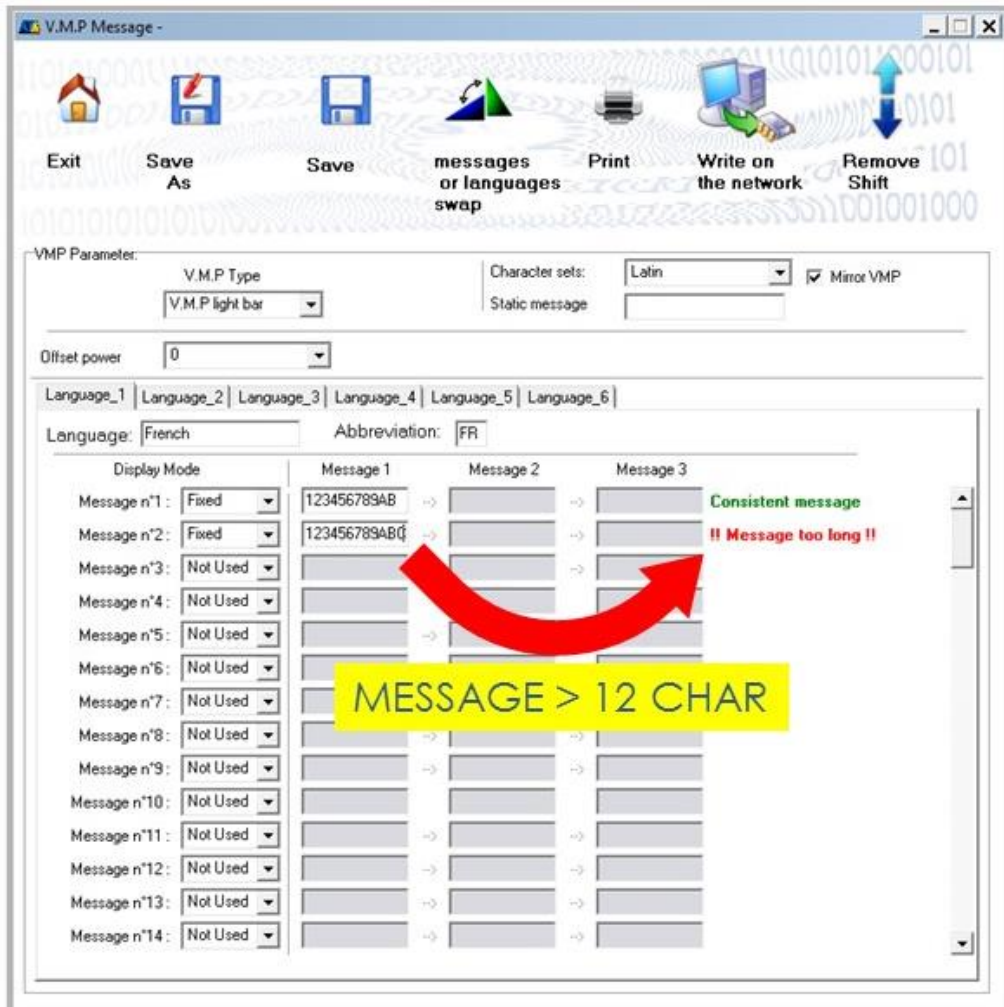 V.M.P Message -
Exit
Save As
Save
messages or languages swap
Print
Write on the network
Remove Shift
VMP Parameter:
V.M.P Type
V.M.P light bar
Character sets:
Latin
Mirror VMP
Static message
Offset power
0
Language_1 Language_2 Language_3 Language_4 Language_5 Language_6
Language: French Abbreviation: FR
Display Mode Message 1 Message 2 Message 3
Message n°1 : Fixed 123456789AB --> --> Consistent message
Message n°2 : Fixed 123456789ABC --> --> !! Message too long !!
Message n°3 : Not Used -->
Message n°4 : Not Used
Message n°5 : Not Used -->
Message n°6 : Not Used
MESSAGE > 12 CHAR
Message n°7 : Not Used
Message n°8 : Not Used --> -->
Message n°9 : Not Used --> -->
Message n°10 : Not Used
Message n°11 : Not Used --> -->
Message n°12 : Not Used --> -->
Message n°13 : Not Used --> -->
Message n°14 : Not Used --> -->